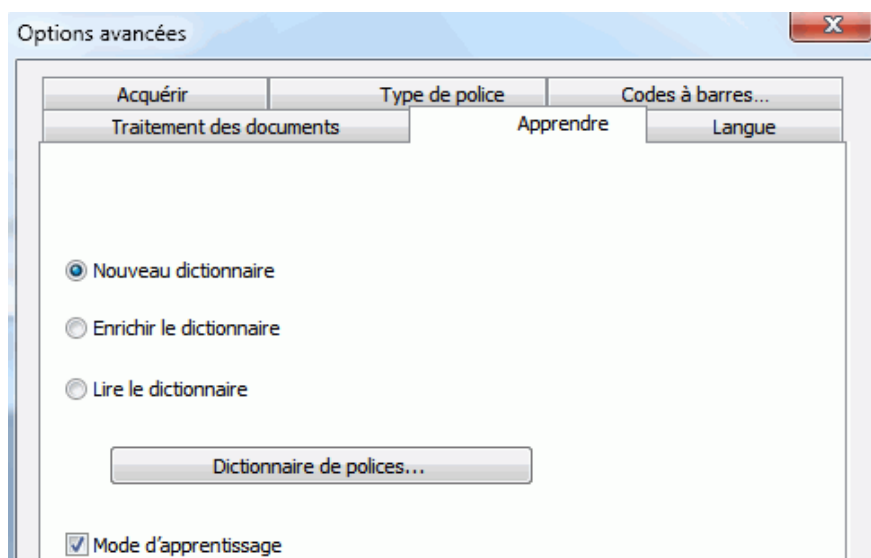 Options avancées
Acquérir
Type de police
Codes à barres...
Traitement des documents
Apprendre
Langue
Nouveau dictionnaire
Enrichir le dictionnaire
Lire le dictionnaire
Dictionnaire de polices...
Mode d'apprentissage